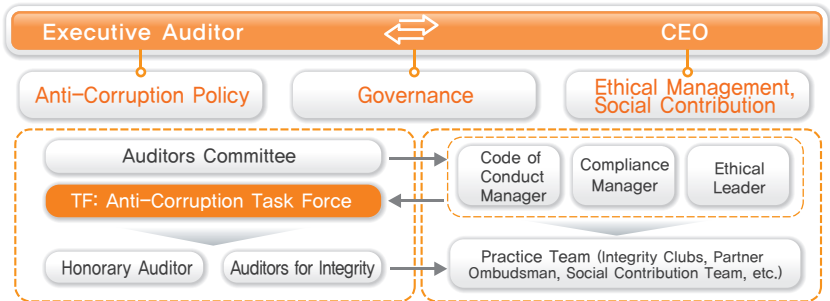 Executive Auditor
CEO
Anti-Corruption Policy
Governance
Ethical Management,
Social Contribution
Auditors Committee
TF: Anti-Corruption Task Force
Honorary Auditor
Auditors for Integrity
Code of
Conduct
Manager
Compliance
Manager
Ethical
Leader
Practice Team (Integrity Clubs, Partner
Ombudsman, Social Contribution Team, etc.)